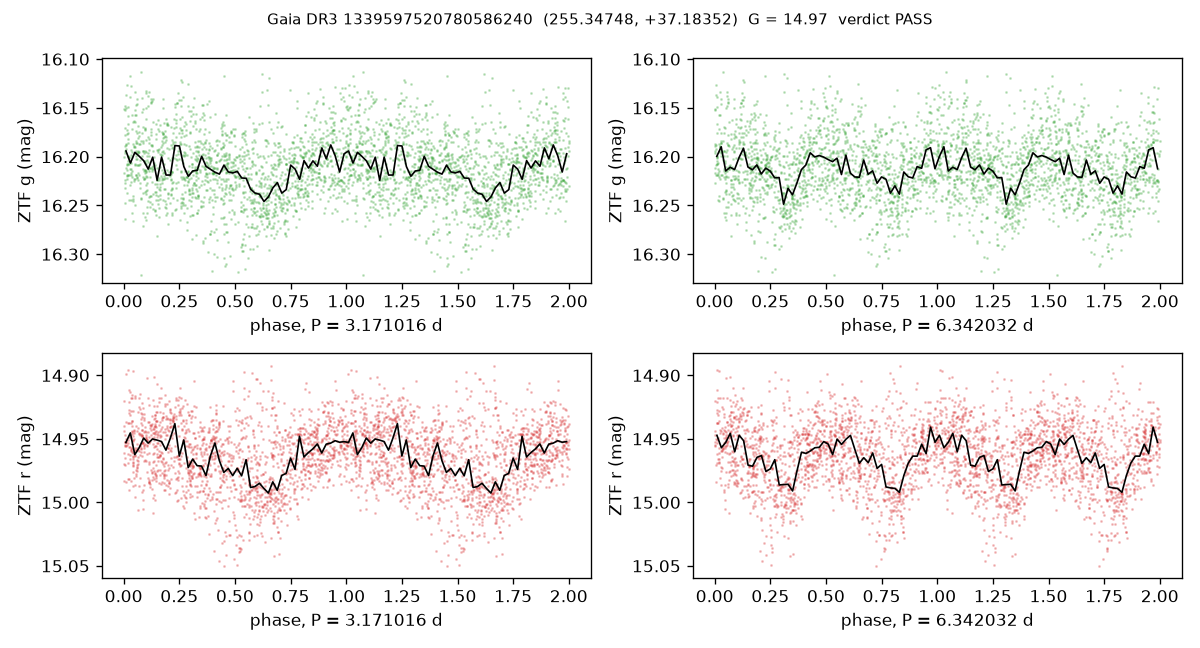 Gaia DR3 1339597520780586240 (255.34748, +37.18352) G = 14.97 verdict PASS
ZTF g (mag)
16.10
16.15
16.20
16.25
16.30
0.00 0.25 0.50 0.75 1.00 1.25 1.50 1.75 2.00
phase, P = 3.171016 d
ZTF g (mag)
16.10
16.15
16.20
16.25
16.30
0.00 0.25 0.50 0.75 1.00 1.25 1.50 1.75 2.00
phase, P = 6.342032 d
ZTF r (mag)
14.90
14.95
15.00
15.05
0.00 0.25 0.50 0.75 1.00 1.25 1.50 1.75 2.00
phase, P = 3.171016 d
ZTF r (mag)
14.90
14.95
15.00
15.05
0.00 0.25 0.50 0.75 1.00 1.25 1.50 1.75 2.00
phase, P = 6.342032 d